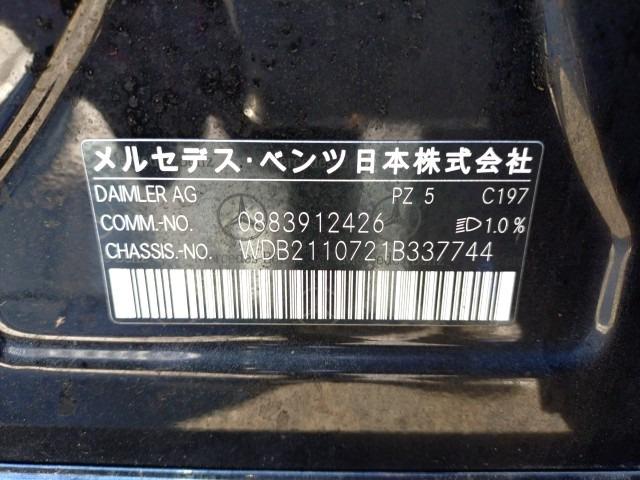 メルセデス・ベンツ日本株式会社
DAIMLER AG PZ 5 C197
COMM.-NO. 0883912426 1.0%
CHASSIS.-NO. WDB2110721B337744